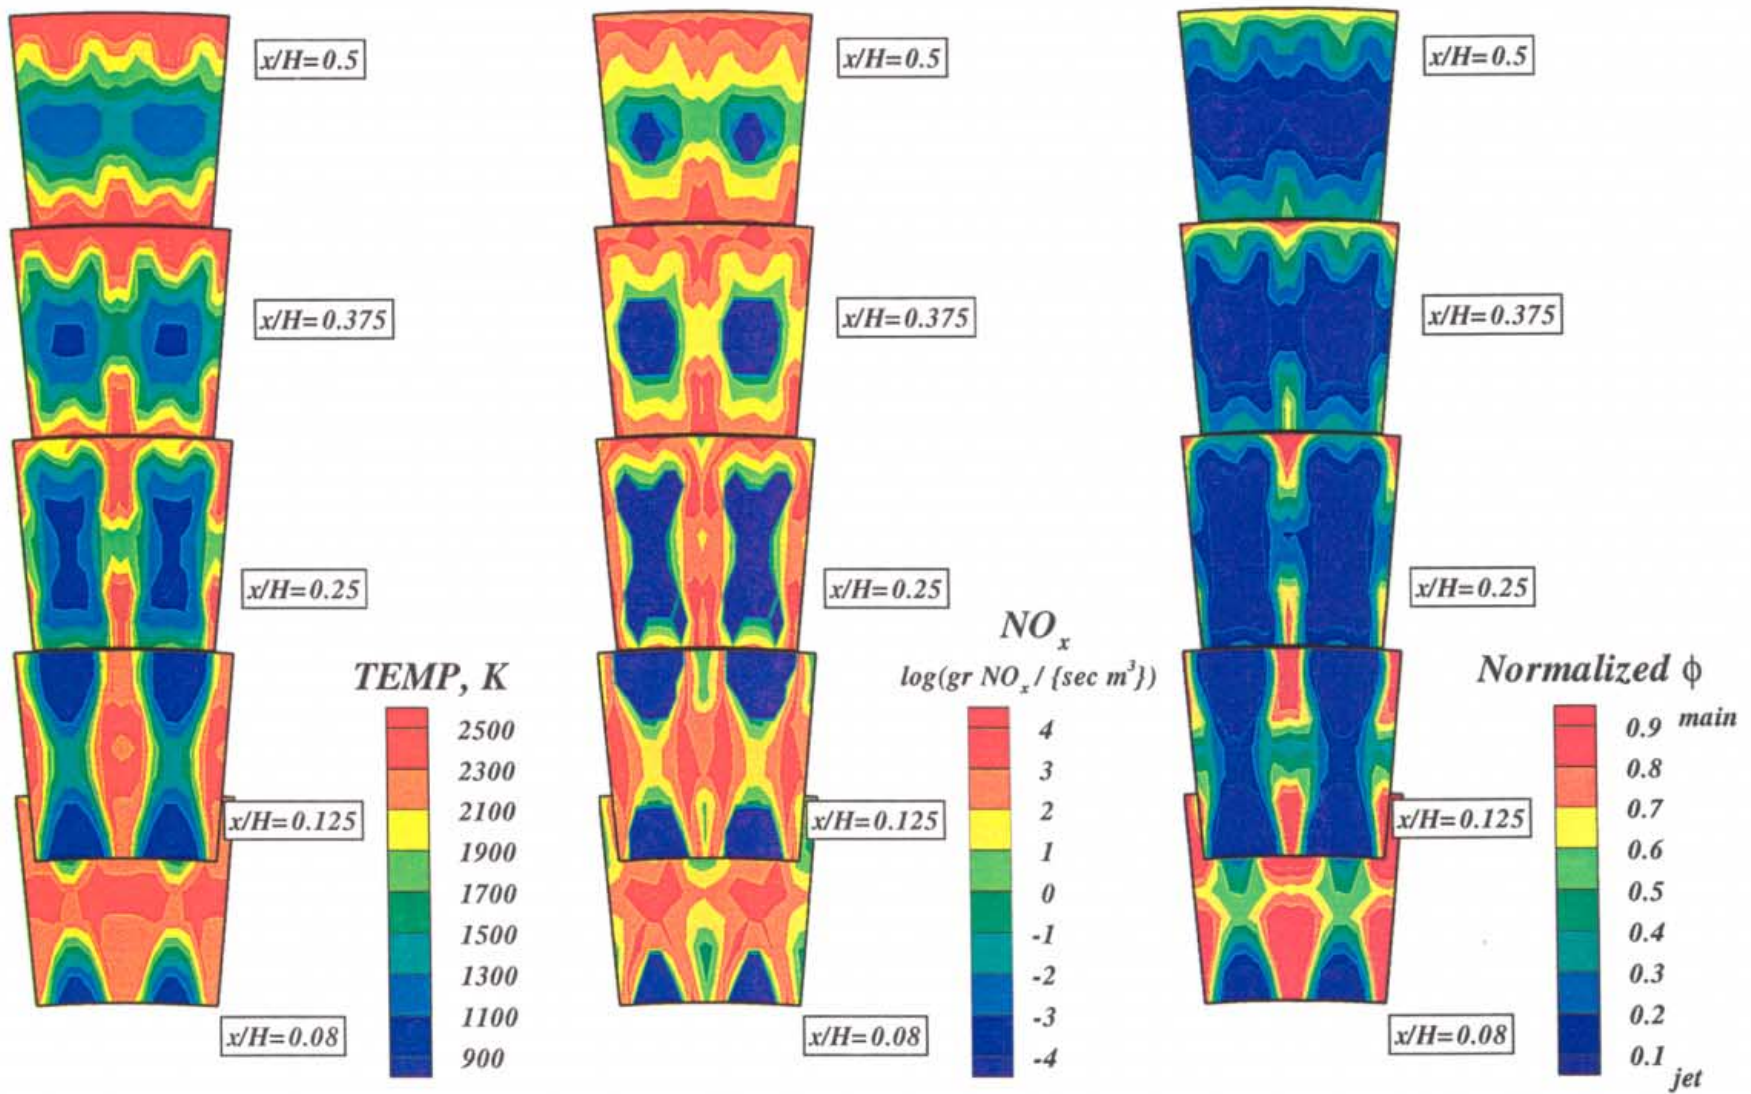 x/H=0.5
x/H=0.375
x/H=0.25
x/H=0.125
x/H=0.08
TEMP, K
2500
2300
2100
1900
1700
1500
1300
1100
900
x/H=0.5
x/H=0.375
x/H=0.25
x/H=0.125
x/H=0.08
NOx
log(gr NOx / {sec m³})
4
3
2
1
0
-1
-2
-3
-4
x/H=0.5
x/H=0.375
x/H=0.25
x/H=0.125
x/H=0.08
Normalized ϕ
main
0.9
0.8
0.7
0.6
0.5
0.4
0.3
0.2
0.1
jet